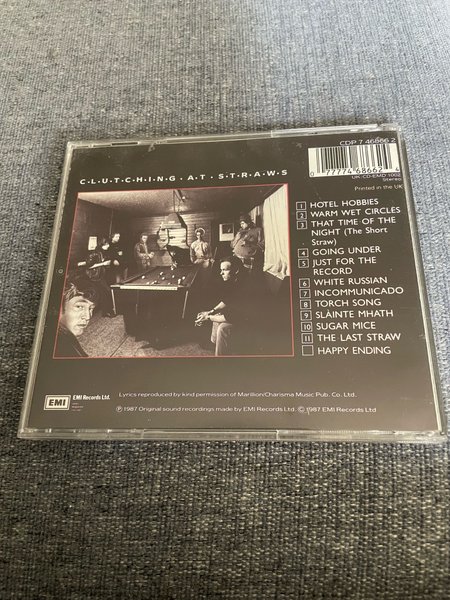 CDP 7 46866 2
C·L·U·T·C·H·I·N·G·A·T·S·T·R·A·W·S
0 77774 68662 6
UK: CD-EMD 1002
Stereo
Printed in the UK
1 HOTEL HOBBIES
2 WARM WET CIRCLES
3 THAT TIME OF THE
NIGHT (The Short
Straw)
4 GOING UNDER
5 JUST FOR THE
RECORD
6 WHITE RUSSIAN
7 INCOMMUNICADO
8 TORCH SONG
9 SLÀINTE MHATH
10 SUGAR MICE
11 THE LAST STRAW
HAPPY ENDING
Lyrics reproduced by kind permission of Marillion/Charisma Music Pub. Co. Ltd.
EMI EMI Records Ltd.
℗ 1987 Original sound recordings made by EMI Records Ltd. © 1987 EMI Records Ltd